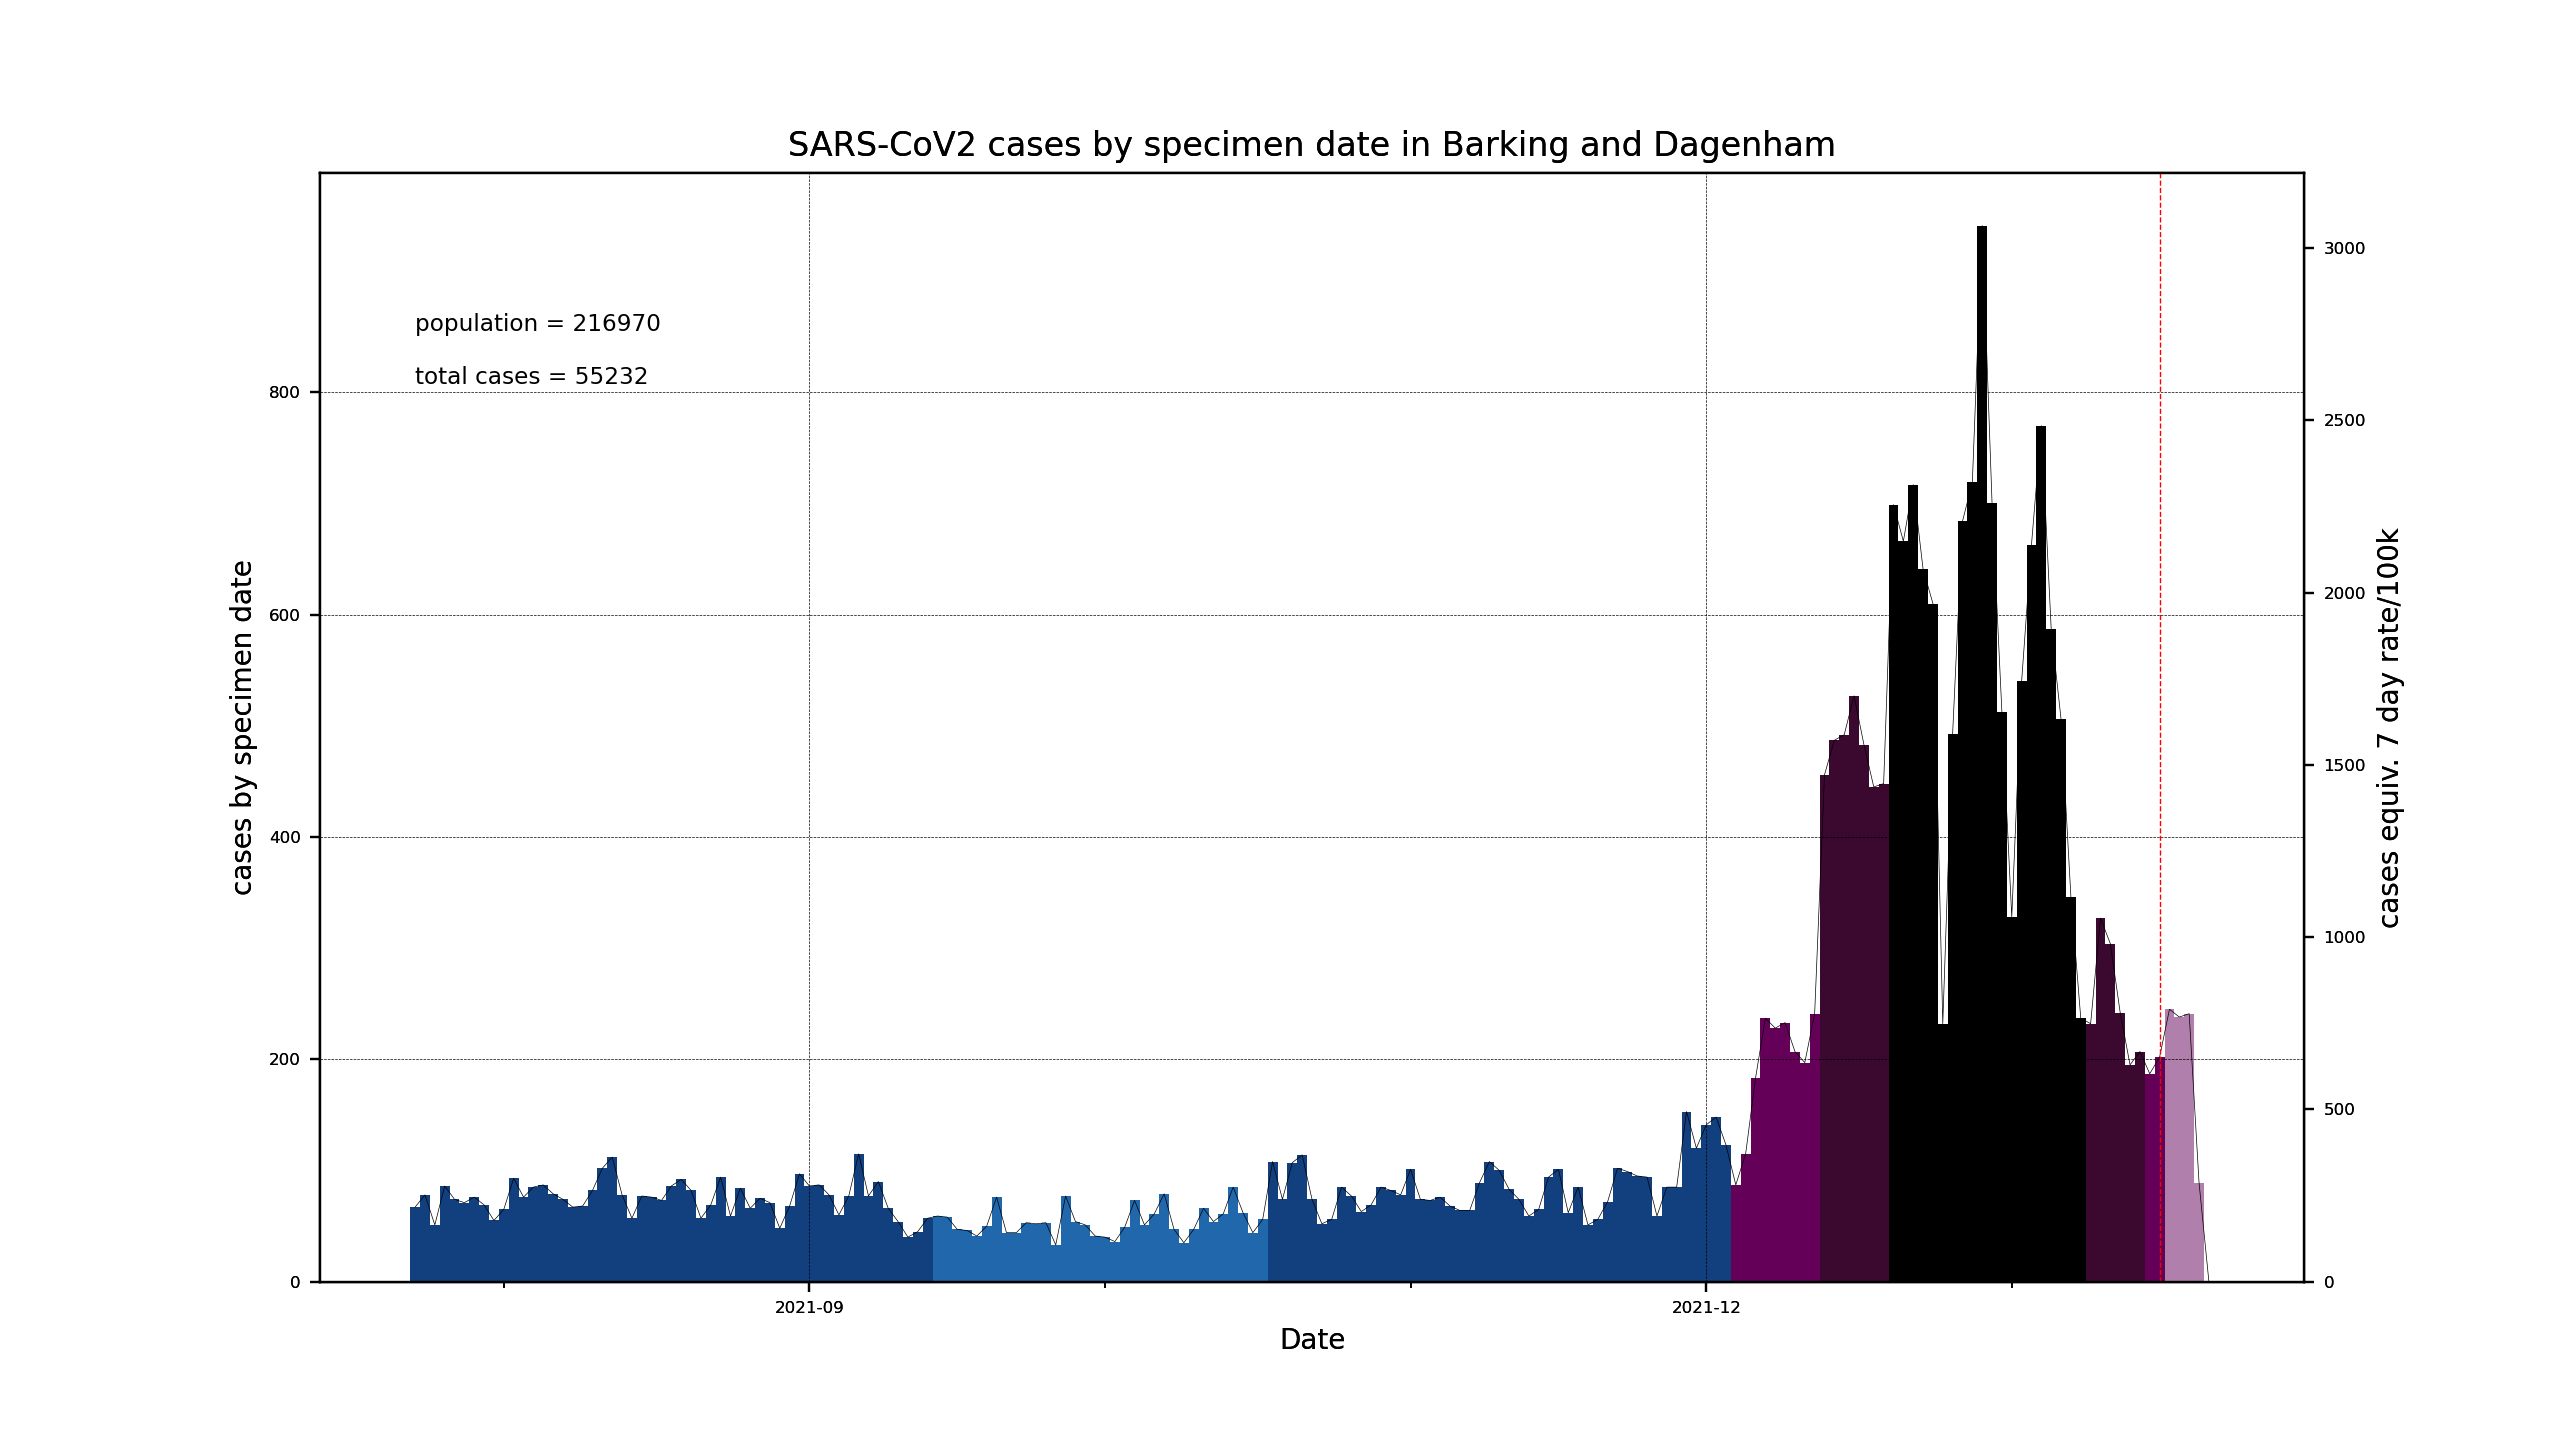 SARS-CoV2 cases by specimen date in Barking and Dagenham
population = 216970
total cases = 55232
cases by specimen date
800
600
400
200
0
3000
2500
2000
1500
1000
500
0
cases equiv. 7 day rate/100k
2021-09
2021-12
Date